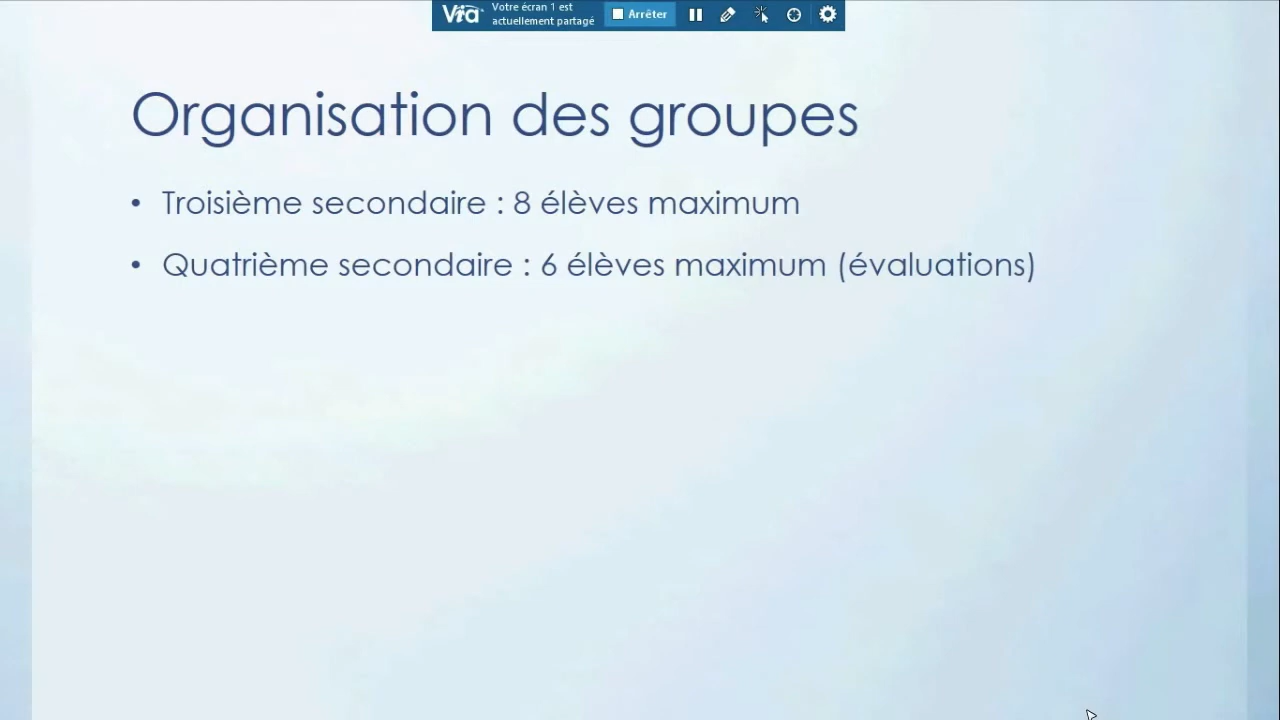 Via
Votre écran 1 est
actuellement partagé
Arrêter
Organisation des groupes
• Troisième secondaire : 8 élèves maximum
• Quatrième secondaire : 6 élèves maximum (évaluations)